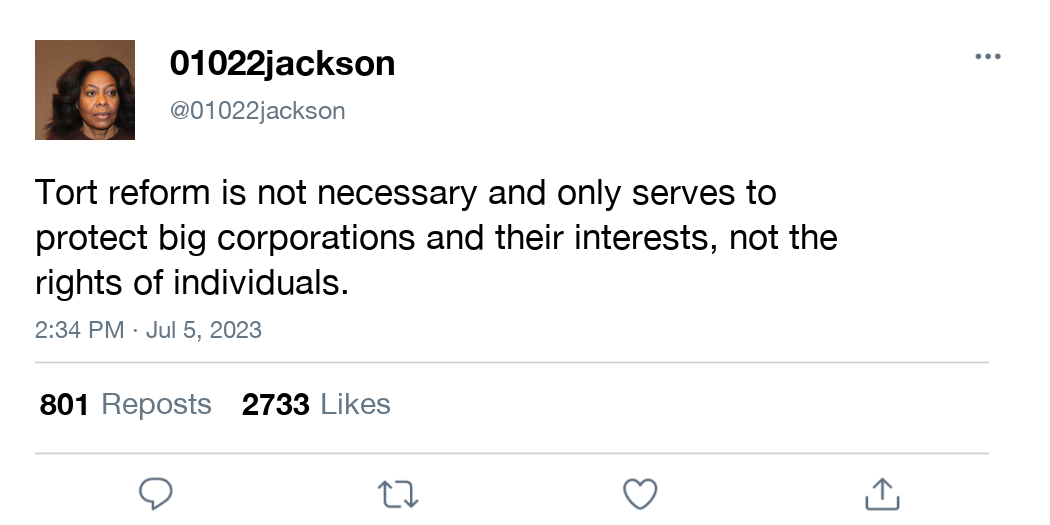 01022jackson
@01022jackson
Tort reform is not necessary and only serves to
protect big corporations and their interests, not the
rights of individuals.
2:34 PM · Jul 5, 2023
801 Reposts 2733 Likes